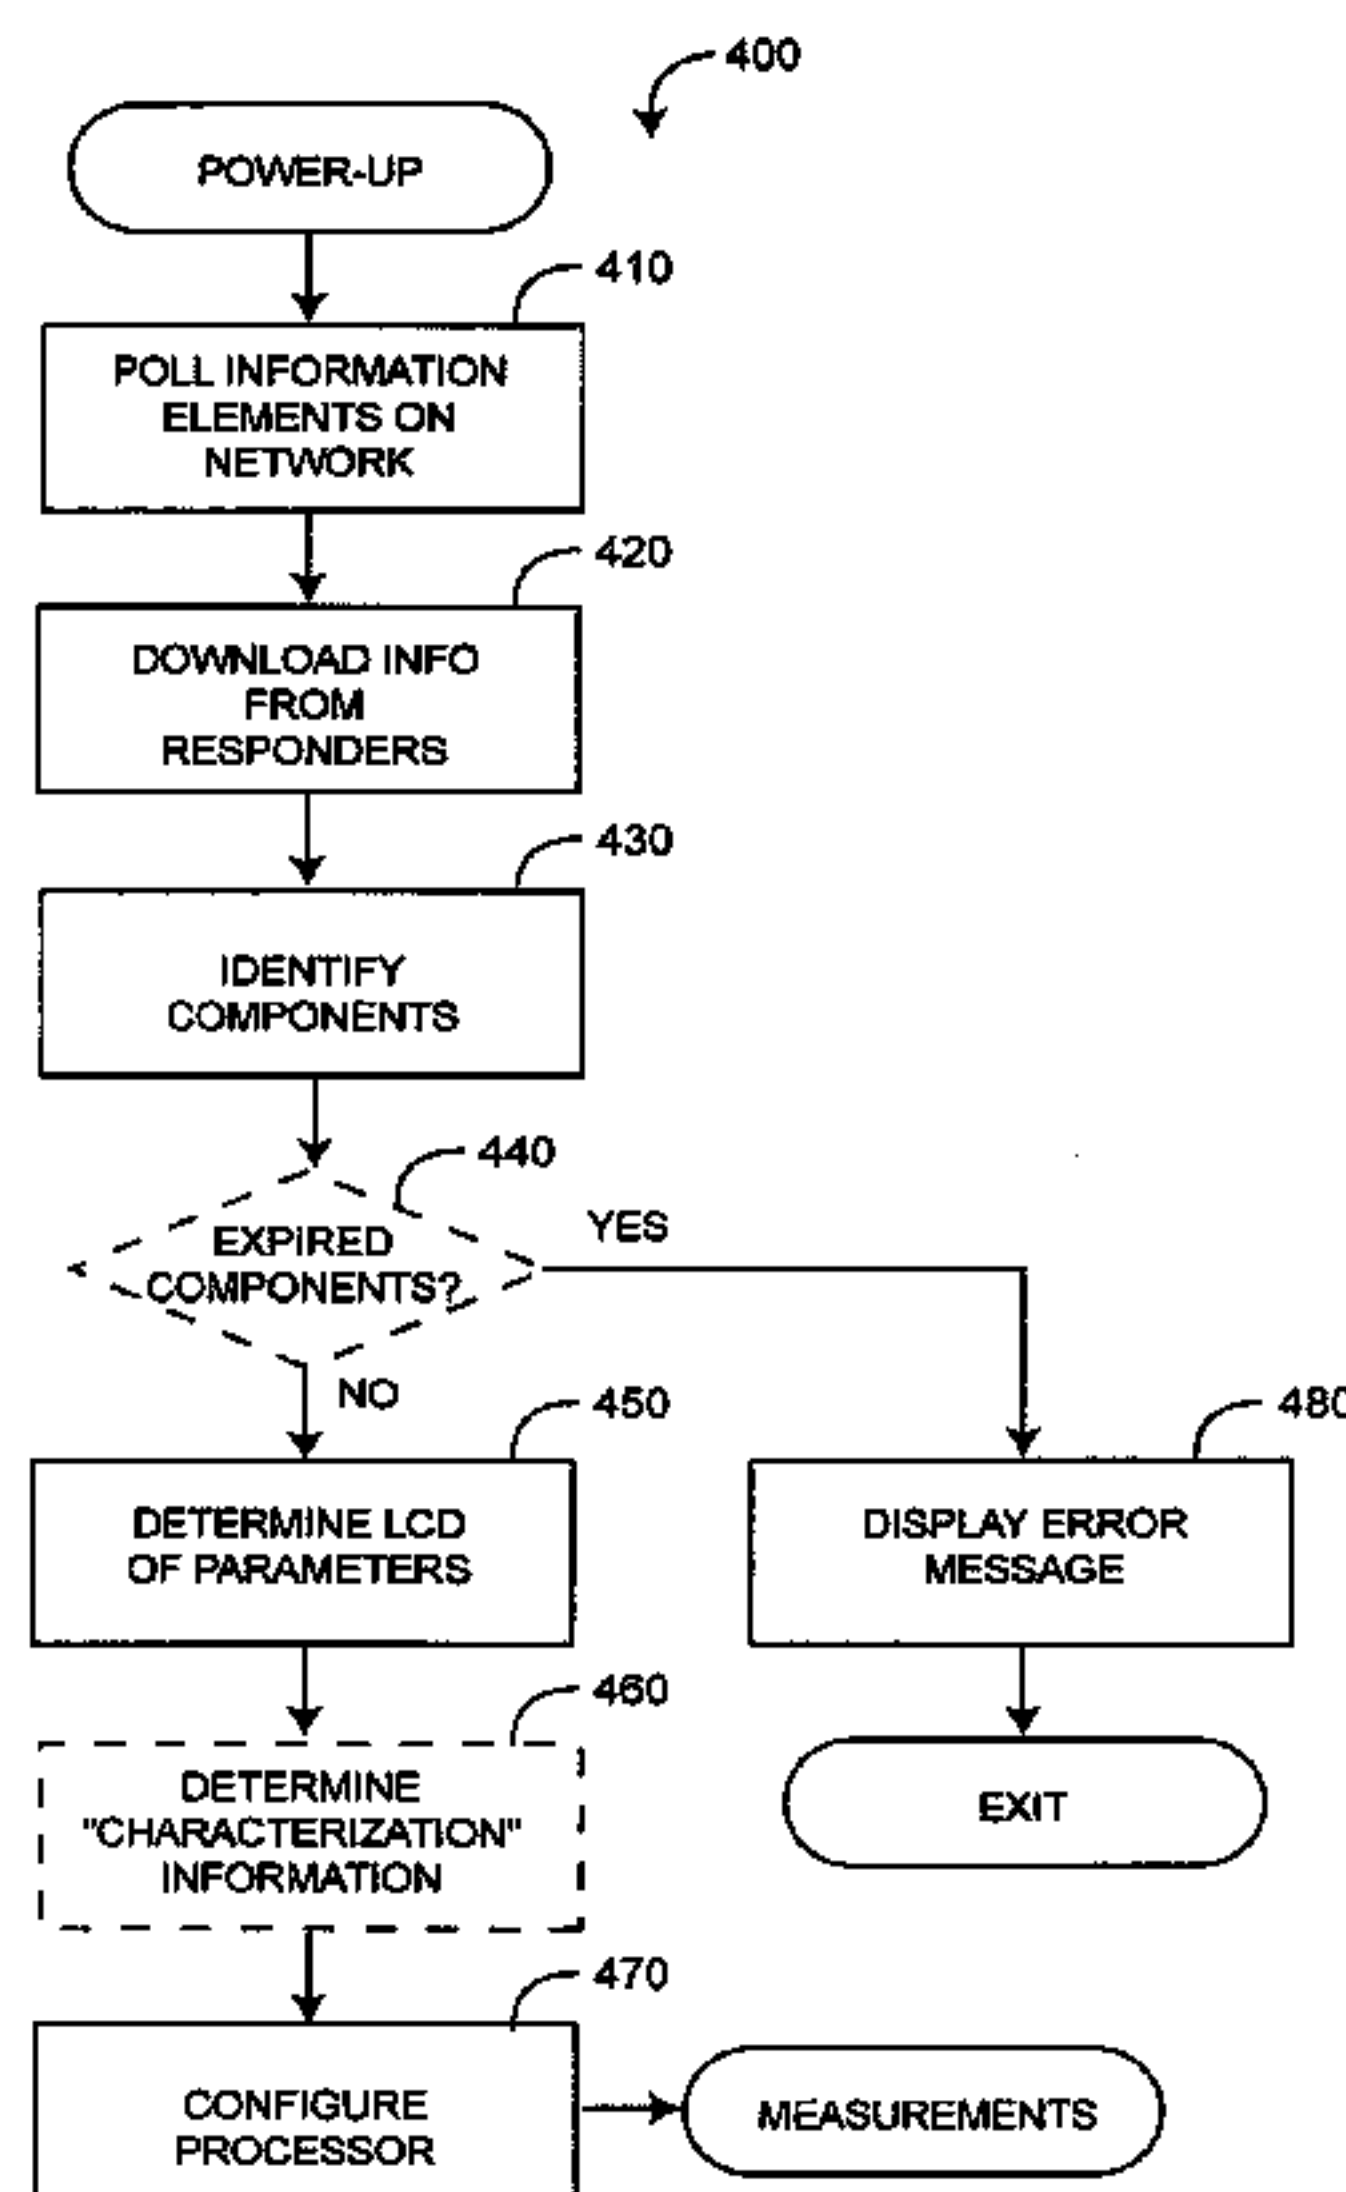 400
POWER-UP
410
POLL INFORMATION
ELEMENTS ON
NETWORK
420
DOWNLOAD INFO
FROM
RESPONDERS
430
IDENTIFY
COMPONENTS
440
EXPIRED
COMPONENTS?
YES
NO
450
DETERMINE LCD
OF PARAMETERS
480
DISPLAY ERROR
MESSAGE
460
DETERMINE
"CHARACTERIZATION"
INFORMATION
EXIT
470
CONFIGURE
PROCESSOR
MEASUREMENTS